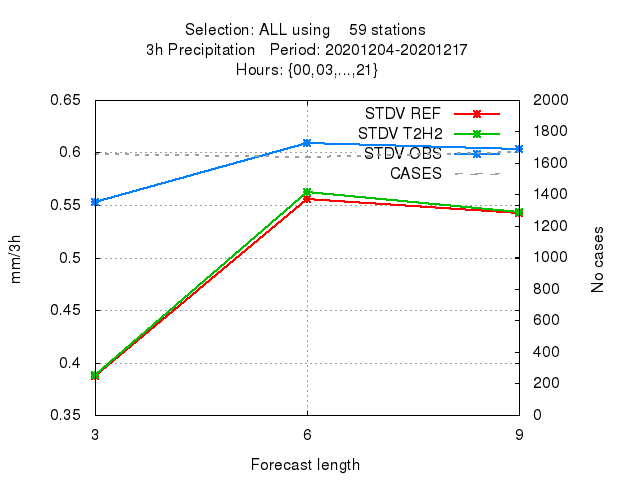 Selection: ALL using 59 stations
3h Precipitation Period: 20201204-20201217
Hours: {00,03,...,21}
0.65
0.6
0.55
0.5
0.45
0.4
0.35
mm/3h
STDV REF
STDV T2H2
STDV OBS
CASES
2000
1800
1600
1400
1200
1000
800
600
400
200
0
No cases
3
6
9
Forecast length